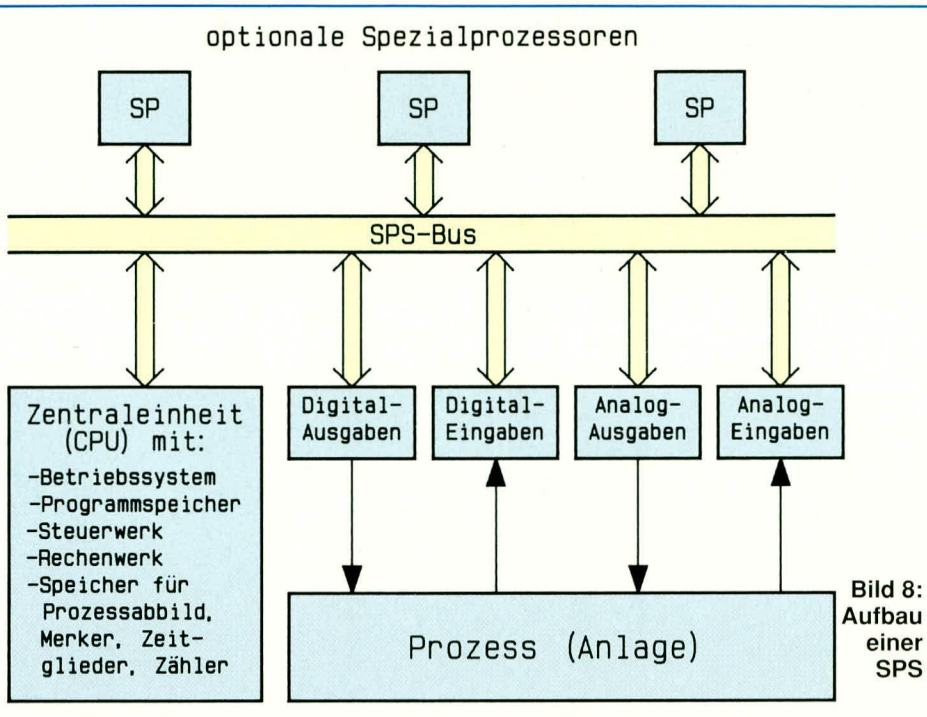 optionale Spezialprozessoren
SP
SP
SP
SPS-Bus
Zentraleinheit
(CPU) mit:
-Betriebssystem
-Programmspeicher
-Steuerwerk
-Rechenwerk
-Speicher für
Prozessabbild,
Merker, Zeit-
glieder, Zähler
Digital-
Ausgaben
Digital-
Eingaben
Analog-
Ausgaben
Analog-
Eingaben
Prozess (Anlage)
Bild 8:
Aufbau
einer
SPS